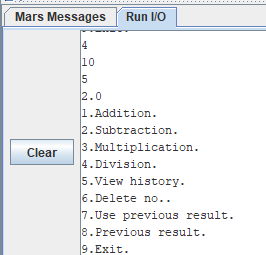 Mars Messages Run I/O
4
10
5
2.0
1.Addition.
2.Subtraction.
3.Multiplication.
Clear
4.Division.
5.View history.
6.Delete no..
7.Use previous result.
8.Previous result.
9.Exit.